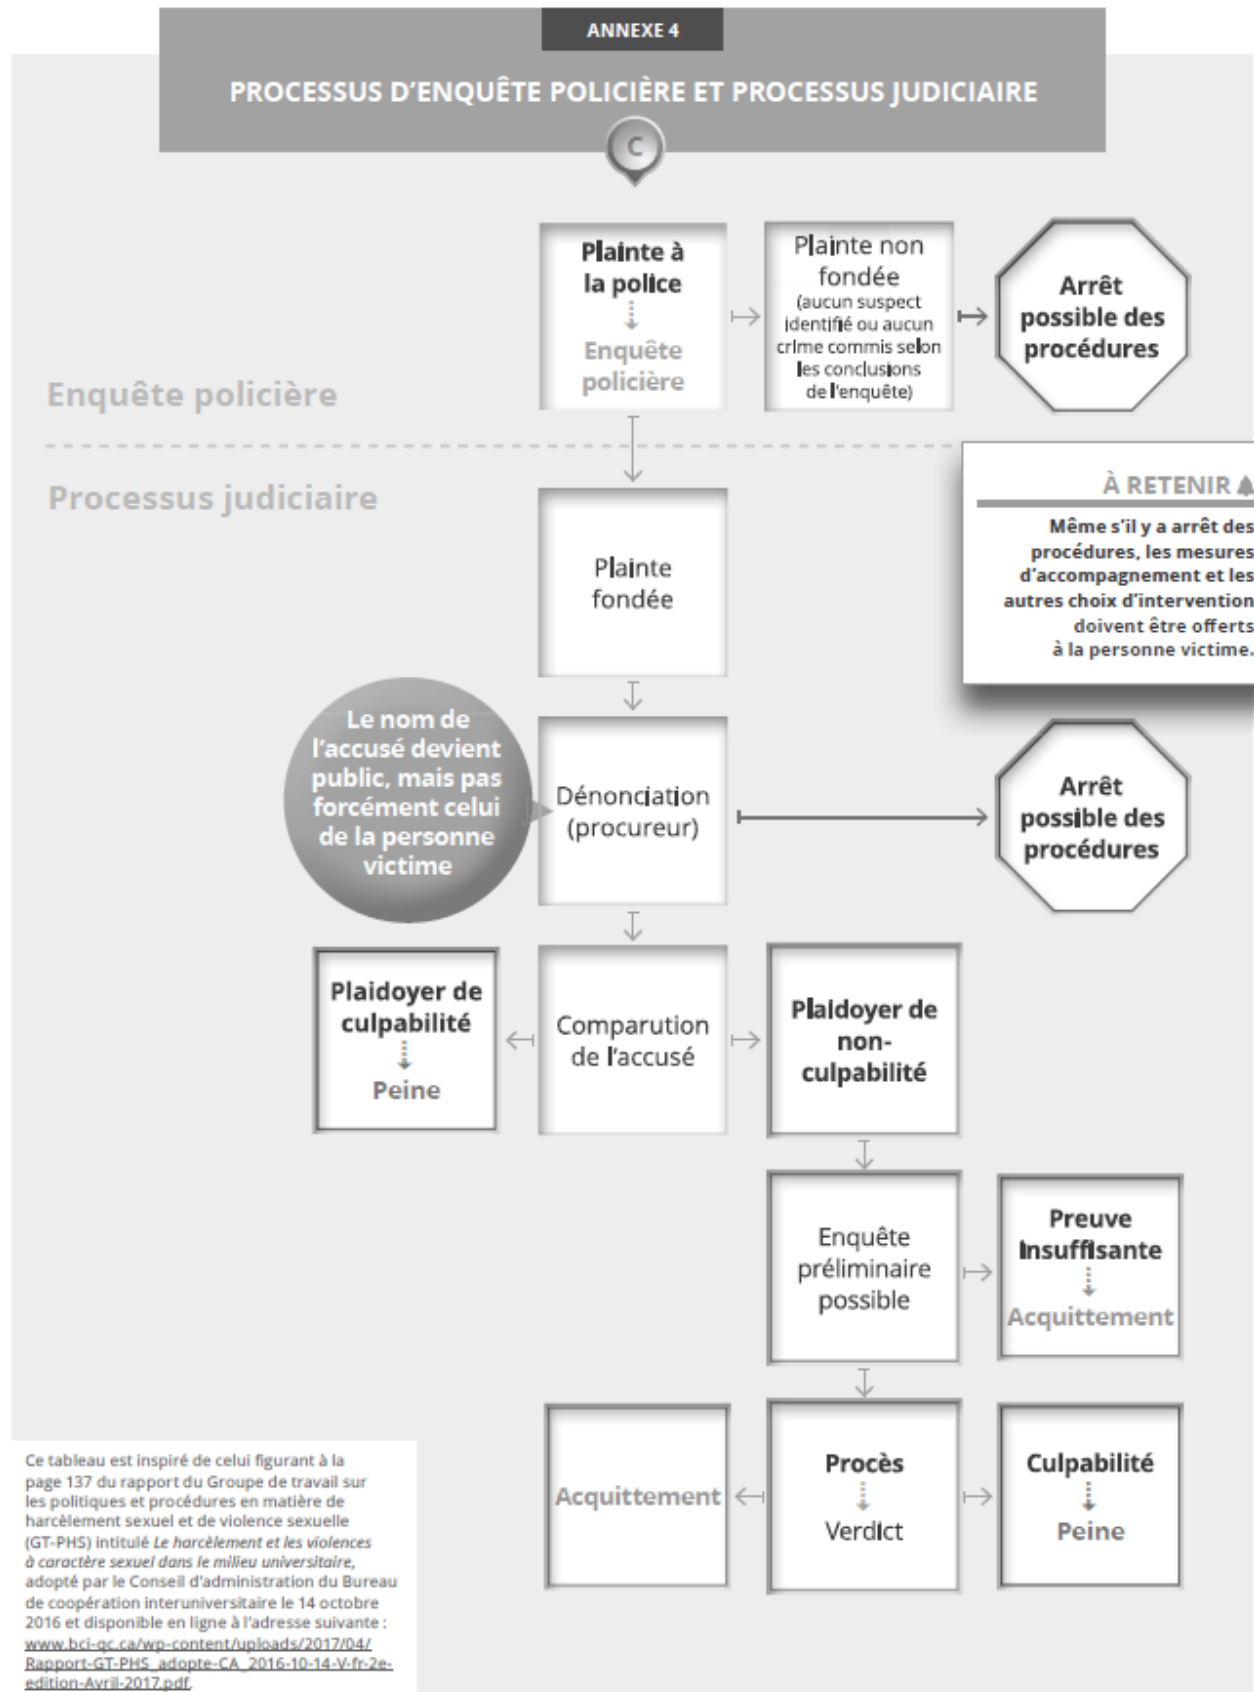 ANNEXE 4
PROCESSUS D'ENQUÊTE POLICIÈRE ET PROCESSUS JUDICIAIRE
C
Plainte à
la police
Enquête
policière
Plainte non
fondée
(aucun suspect
identifié ou aucun
crime commis selon
les conclusions
de l'enquête)
Arrêt
possible des
procédures
Enquête policière
Processus judiciaire
À RETENIR
Même s'il y a arrêt des
procédures, les mesures
d'accompagnement et les
autres choix d'intervention
doivent être offerts
à la personne victime.
Plainte
fondée
Le nom de
l'accusé devient
public, mais pas
forcément celui
de la personne
victime
Dénonciation
(procureur)
Arrêt
possible des
procédures
Plaidoyer de
culpabilité
Peine
Comparution
de l'accusé
Plaidoyer de
non-
culpabilité
Enquête
préliminaire
possible
Preuve
insuffisante
Acquittement
Acquittement
Procès
Verdict
Culpabilité
Peine
Ce tableau est inspiré de celui figurant à la
page 137 du rapport du Groupe de travail sur
les politiques et procédures en matière de
harcèlement sexuel et de violence sexuelle
(GT-PHS) intitulé Le harcèlement et les violences
à caractère sexuel dans le milieu universitaire,
adopté par le Conseil d'administration du Bureau
de coopération interuniversitaire le 14 octobre
2016 et disponible en ligne à l'adresse suivante :
www.bci-qc.ca/wp-content/uploads/2017/04/
Rapport-GT-PHS_adopte-CA_2016-10-14-V-fr-2e-
edition-Avril-2017.pdf.